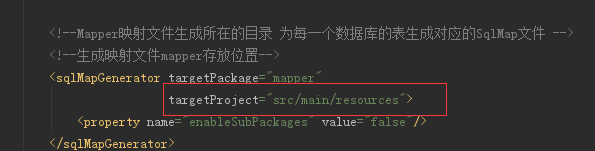 <!--Mapper映射文件生成所在的目录 为每一个数据库的表生成对应的SqlMap文件 -->
<!--生成映射文件mapper存放位置-->
<sqlMapGenerator targetPackage="mapper"
targetProject="src/main/resources">
<property name="enableSubPackages" value="false"/>
</sqlMapGenerator>